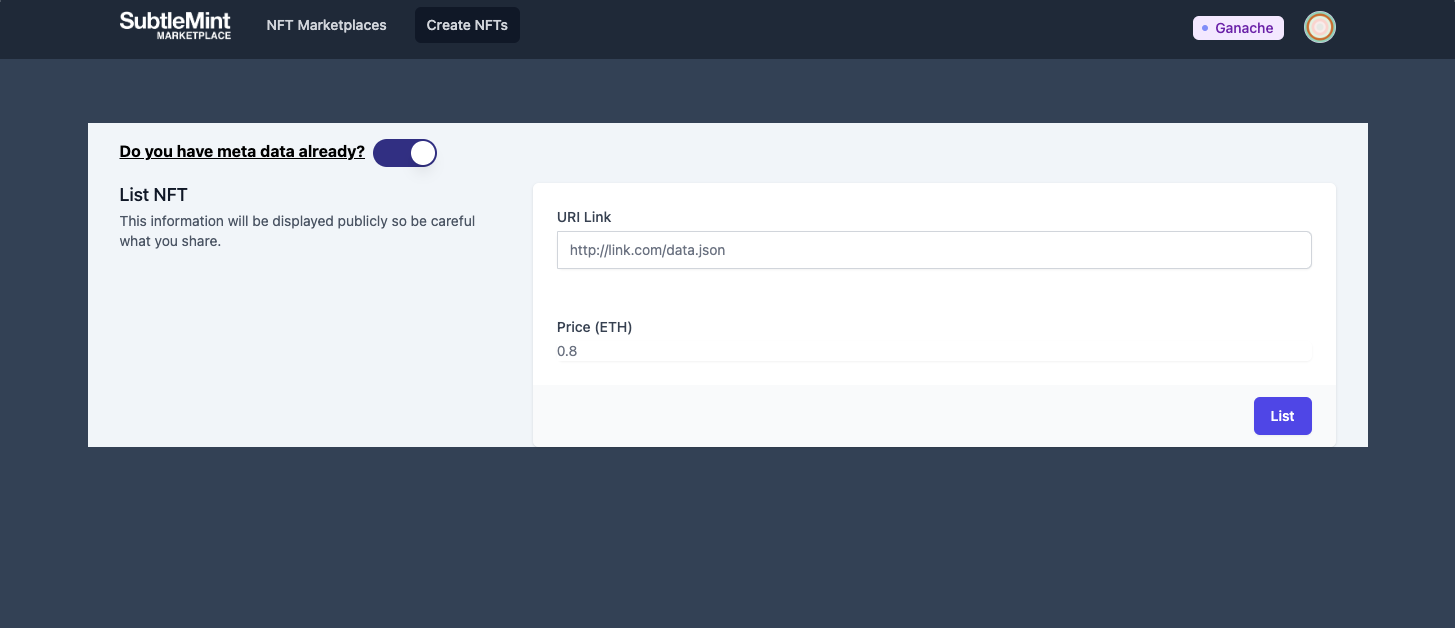 SubtleMint
MARKETPLACE
NFT Marketplaces
Create NFTs
Ganache
Do you have meta data already?
List NFT
This information will be displayed publicly so be careful
what you share.
URI Link
http://link.com/data.json
Price (ETH)
0.8
List